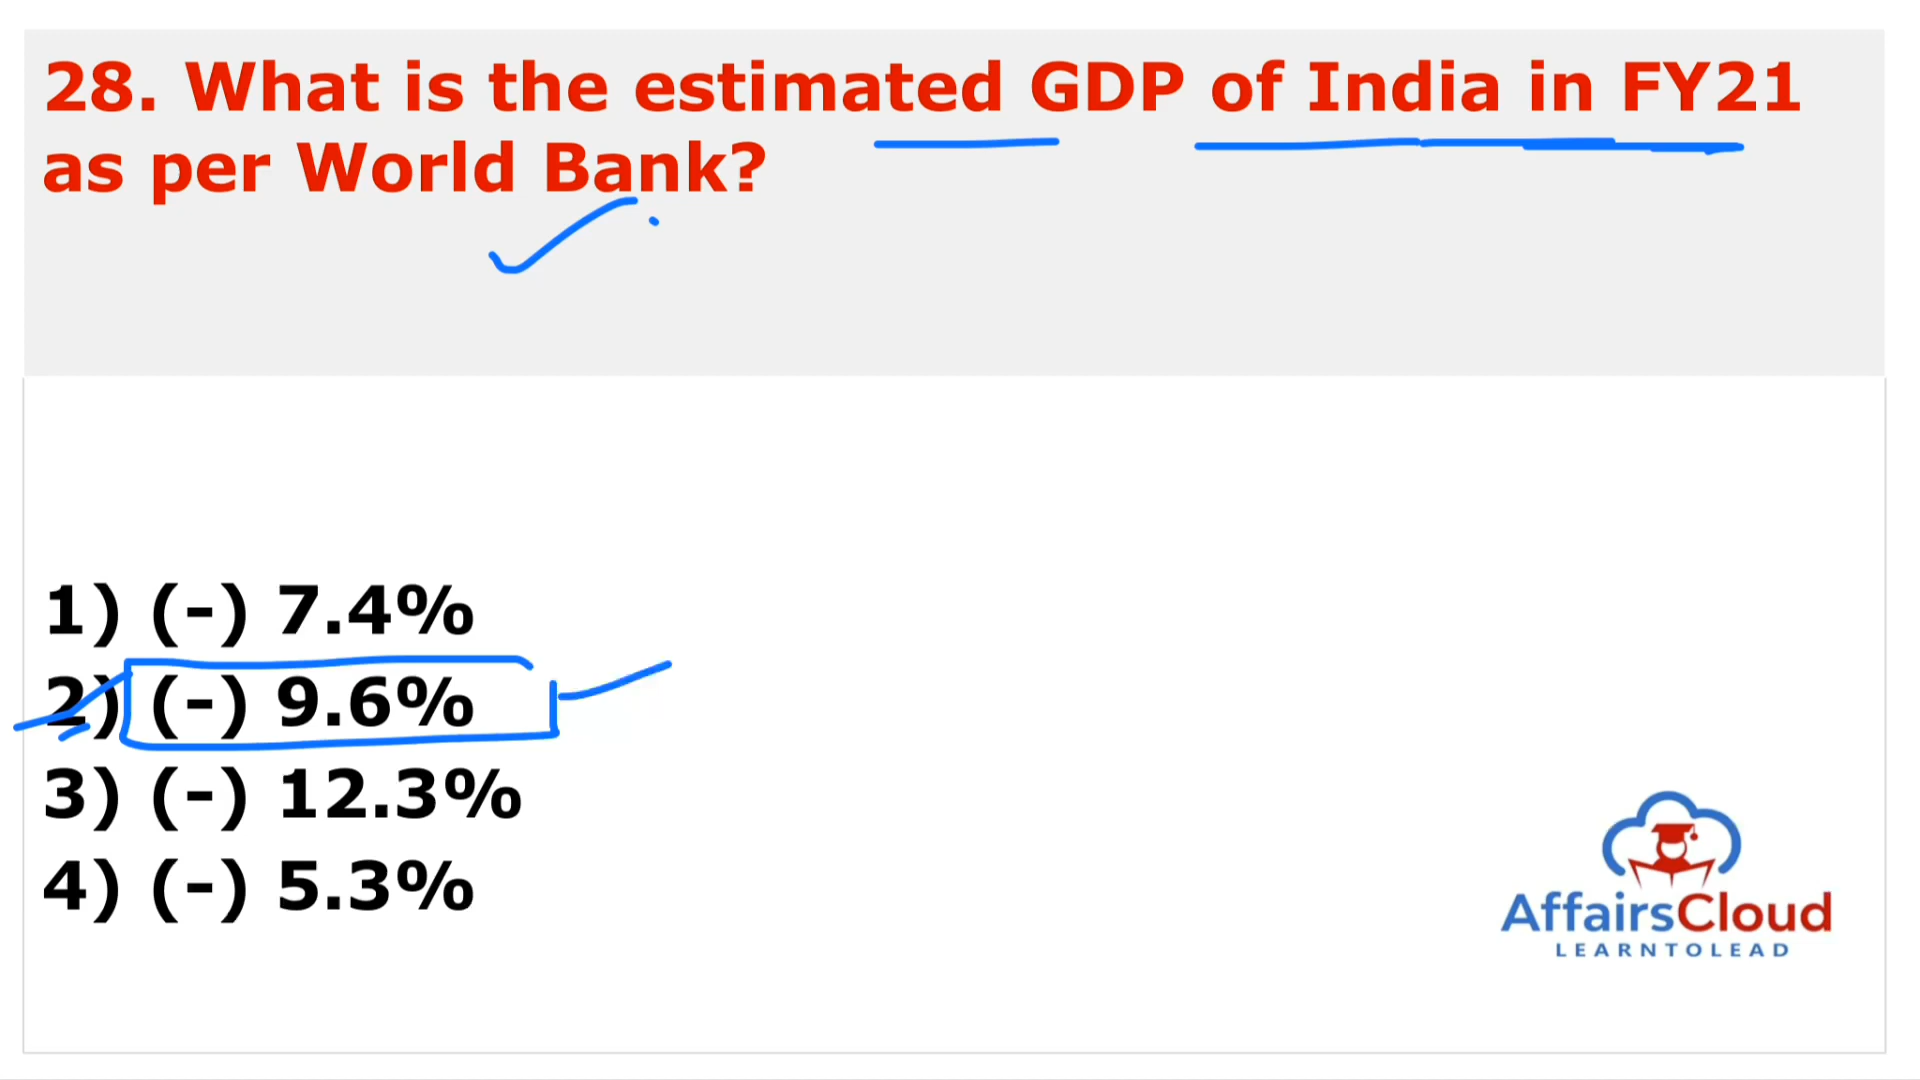 28. What is the estimated GDP of India in FY21
as per World Bank?
1) (-) 7.4%
2) (-) 9.6%
3) (-) 12.3%
4) (-) 5.3%
AffairsCloud
LEARNTOLEAD